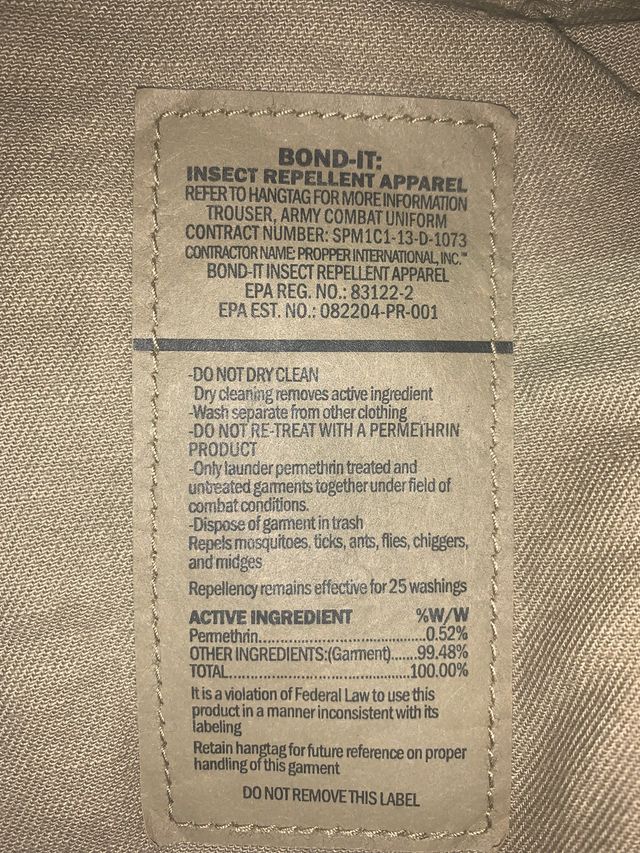 BOND-IT:
INSECT REPELLENT APPAREL
REFER TO HANGTAG FOR MORE INFORMATION
TROUSER, ARMY COMBAT UNIFORM
CONTRACT NUMBER: SPM1C1-13-D-1073
CONTRACTOR NAME: PROPPER INTERNATIONAL, INC.™
BOND-IT INSECT REPELLENT APPAREL
EPA REG. NO.: 83122-2
EPA EST. NO.: 082204-PR-001
-DO NOT DRY CLEAN
Dry cleaning removes active ingredient
-Wash separate from other clothing
-DO NOT RE-TREAT WITH A PERMETHRIN
PRODUCT
-Only launder permethrin treated and
untreated garments together under field of
combat conditions.
-Dispose of garment in trash
Repels mosquitoes, ticks, ants, flies, chiggers,
and midges
Repellency remains effective for 25 washings
ACTIVE INGREDIENT %W/W
Permethrin..........................................0.52%
OTHER INGREDIENTS:(Garment)......99.48%
TOTAL..............................................100.00%
It is a violation of Federal Law to use this
product in a manner inconsistent with its
labeling
Retain hangtag for future reference on proper
handling of this garment
DO NOT REMOVE THIS LABEL